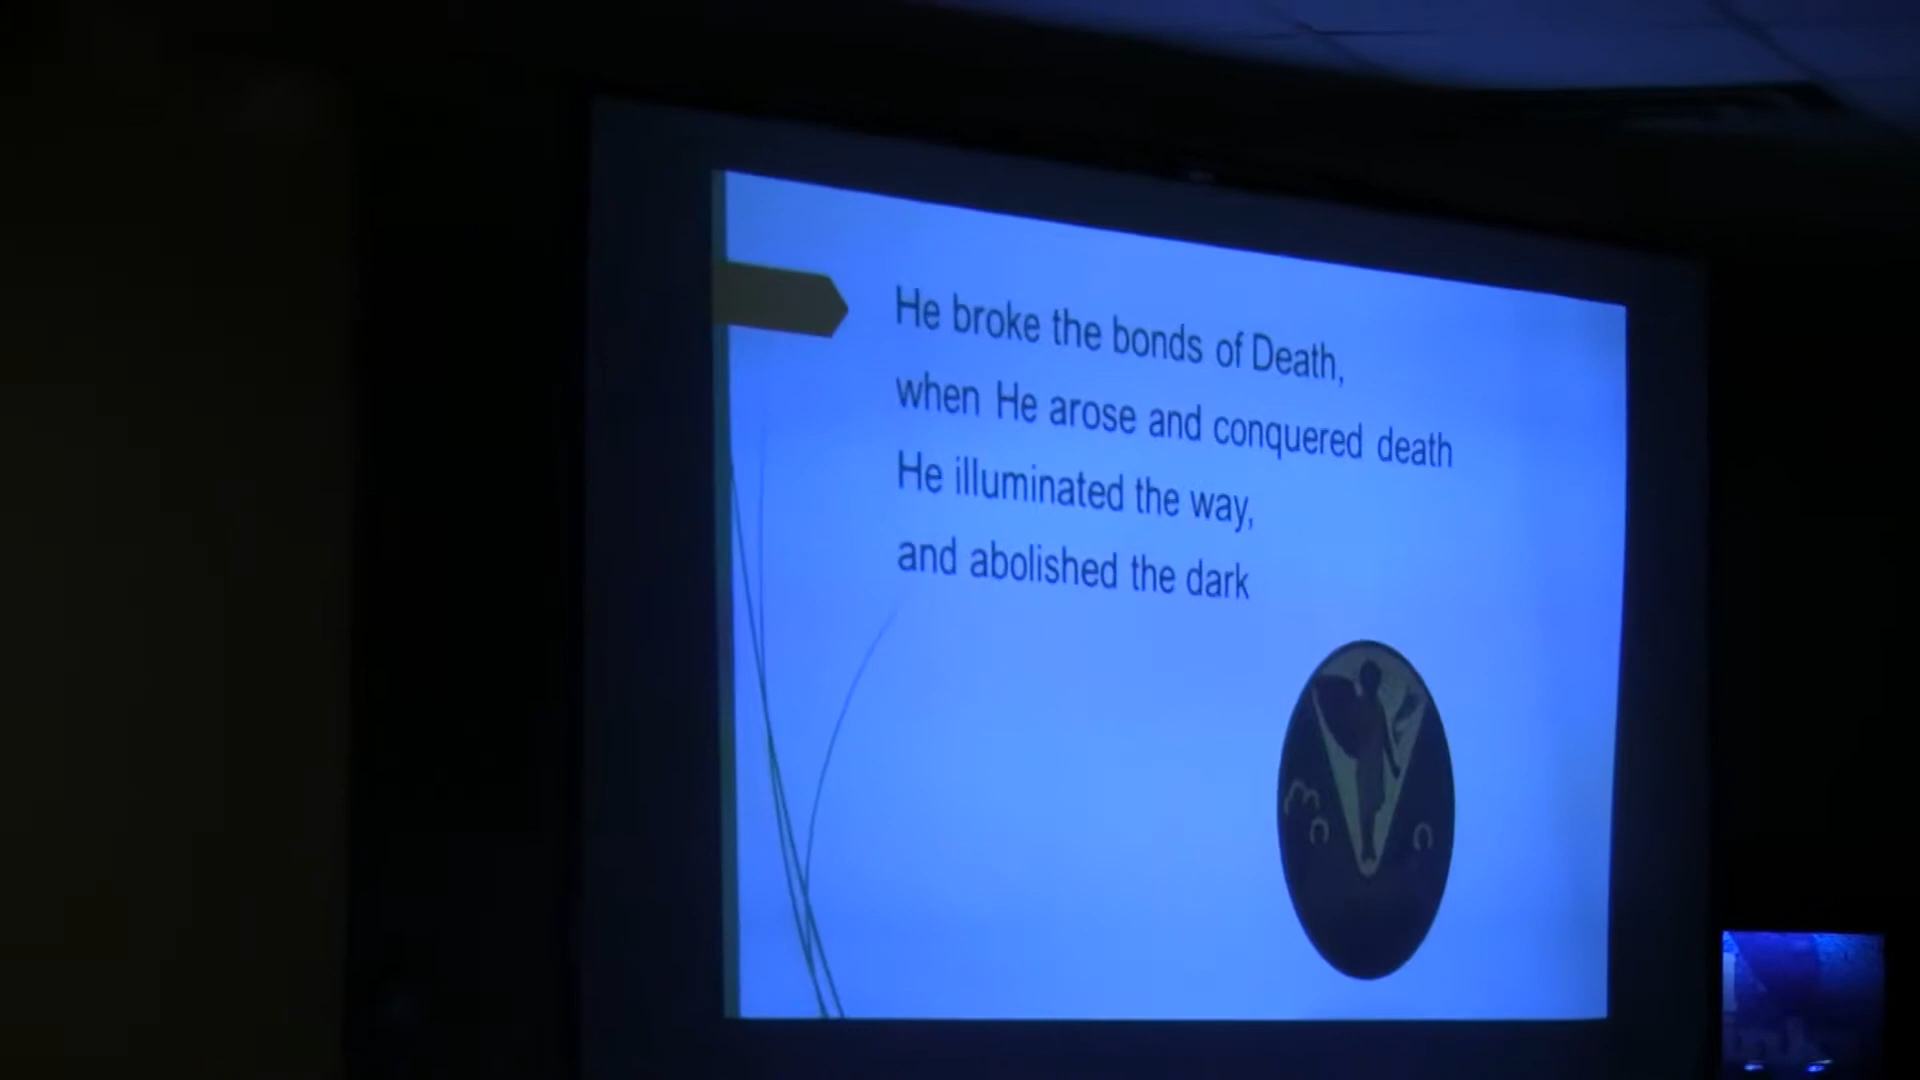 He broke the bonds of Death,
when He arose and conquered death
He illuminated the way,
and abolished the dark